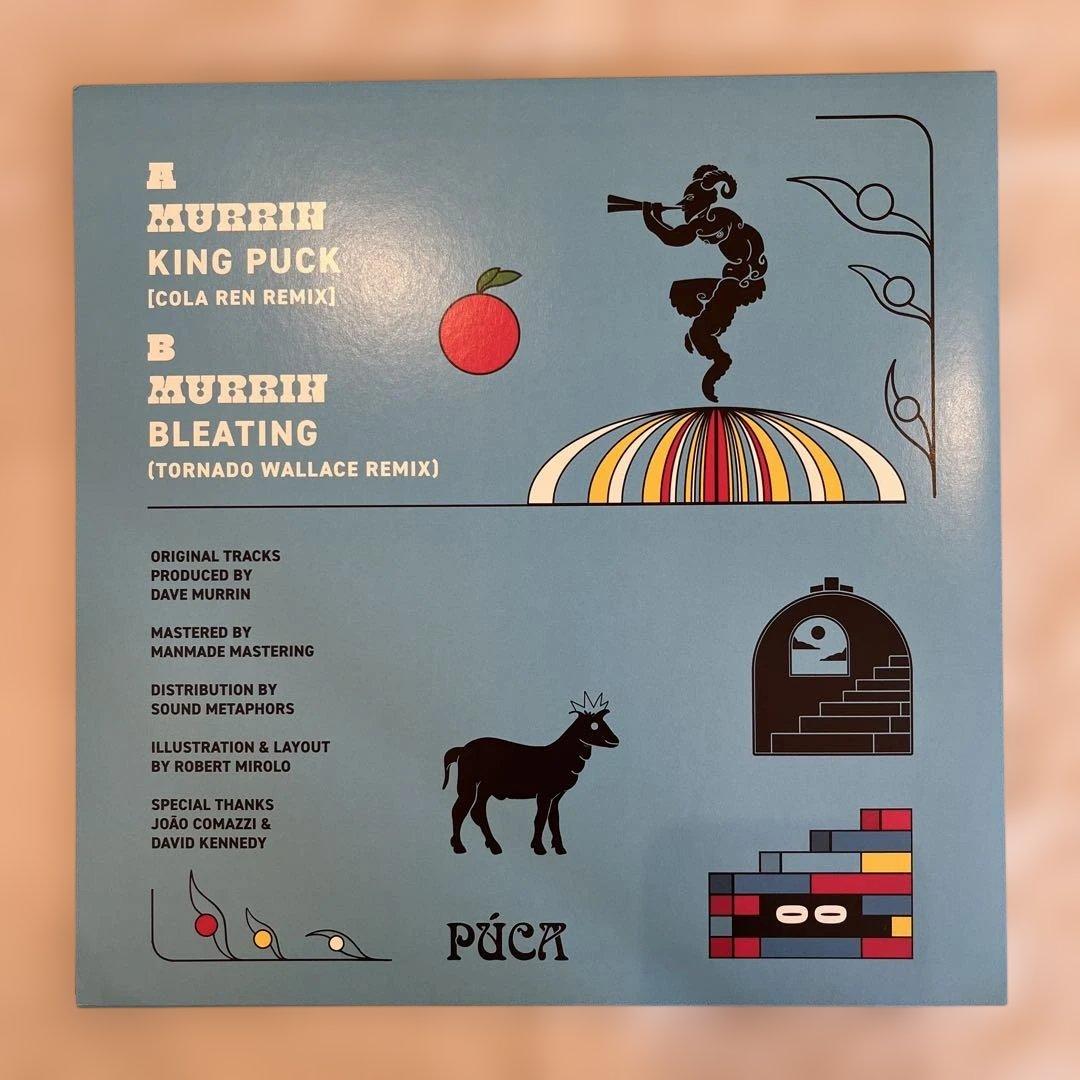 A
MURRIN
KING PUCK
[COLA REN REMIX]
B
MURRIN
BLEATING
(TORNADO WALLACE REMIX)
ORIGINAL TRACKS
PRODUCED BY
DAVE MURRIN
MASTERED BY
MANMADE MASTERING
DISTRIBUTION BY
SOUND METAPHORS
ILLUSTRATION & LAYOUT
BY ROBERT MIROLO
SPECIAL THANKS
JOÃO COMAZZI &
DAVID KENNEDY
PÚCA